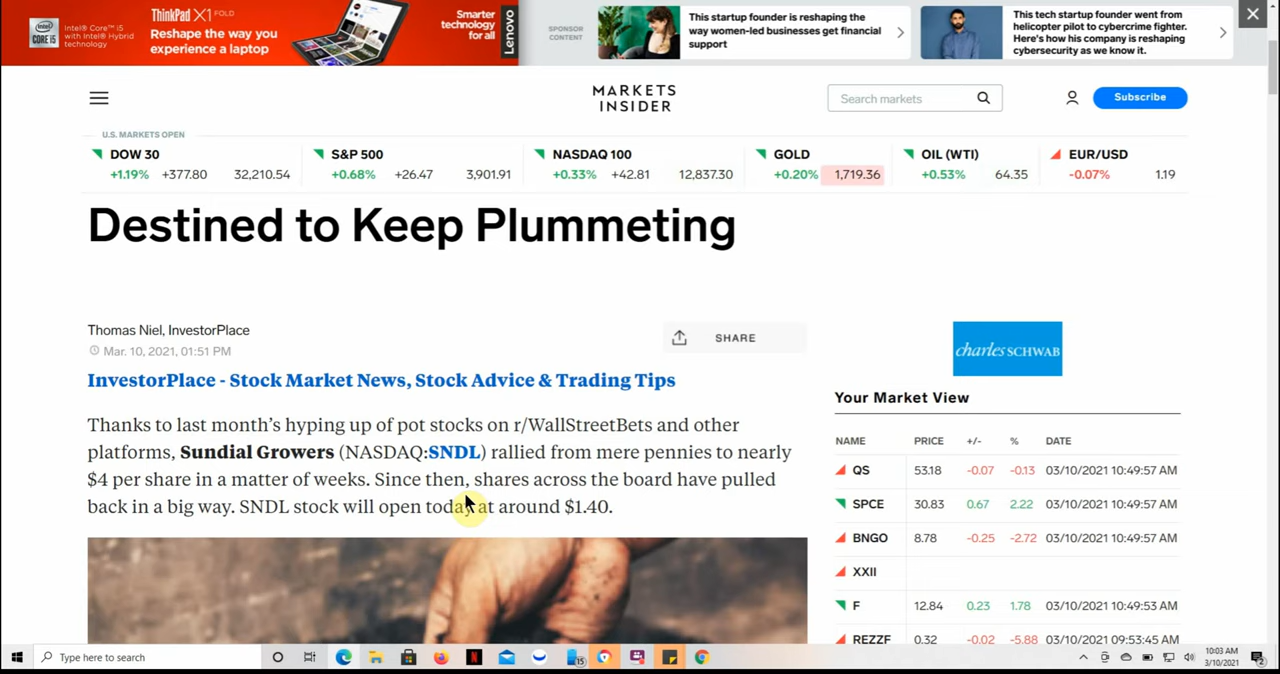 intel
CORE i5
Intel® Core™ i5
with Intel® Hybrid
technology
ThinkPad X1 FOLD
Reshape the way you
experience a laptop
Smarter
technology
for all
Lenovo
SPONSOR
CONTENT
This startup founder is reshaping the
way women-led businesses get financial
support
This tech startup founder went from
helicopter pilot to cybercrime fighter.
Here's how his company is reshaping
cybersecurity as we know it.
MARKETS
INSIDER
Search markets
Subscribe
U.S. MARKETS OPEN
DOW 30
+1.19% +377.80 32,210.54
S&P 500
+0.68% +26.47 3,901.91
NASDAQ 100
+0.33% +42.81 12,837.30
GOLD
+0.20% 1,719.36
OIL (WTI)
+0.53% 64.35
EUR/USD
-0.07% 1.19
Destined to Keep Plummeting
Thomas Niel, InvestorPlace
Mar. 10, 2021, 01:51 PM
SHARE
InvestorPlace - Stock Market News, Stock Advice & Trading Tips
Thanks to last month's hyping up of pot stocks on r/WallStreetBets and other
platforms, Sundial Growers (NASDAQ:SNDL) rallied from mere pennies to nearly
$4 per share in a matter of weeks. Since then, shares across the board have pulled
back in a big way. SNDL stock will open today at around $1.40.
charles SCHWAB
Your Market View
NAME PRICE +/- % DATE
QS 53.18 -0.07 -0.13 03/10/2021 10:49:57 AM
SPCE 30.83 0.67 2.22 03/10/2021 10:49:57 AM
BNGO 8.78 -0.25 -2.72 03/10/2021 10:49:57 AM
XXII
F 12.84 0.23 1.78 03/10/2021 10:49:53 AM
REZZF 0.32 -0.02 -5.88 03/10/2021 09:53:45 AM
Type here to search
15
10:03 AM
3/10/2021
2